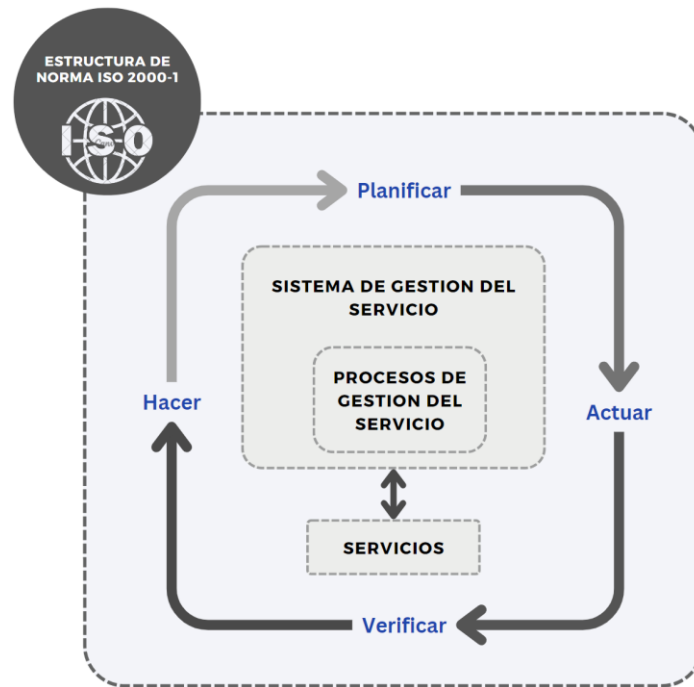 ESTRUCTURA DE
NORMA ISO 2000-1
ISO
Planificar
SISTEMA DE GESTION DEL
SERVICIO
PROCESOS DE
GESTION DEL
SERVICIO
Hacer
Actuar
SERVICIOS
Verificar